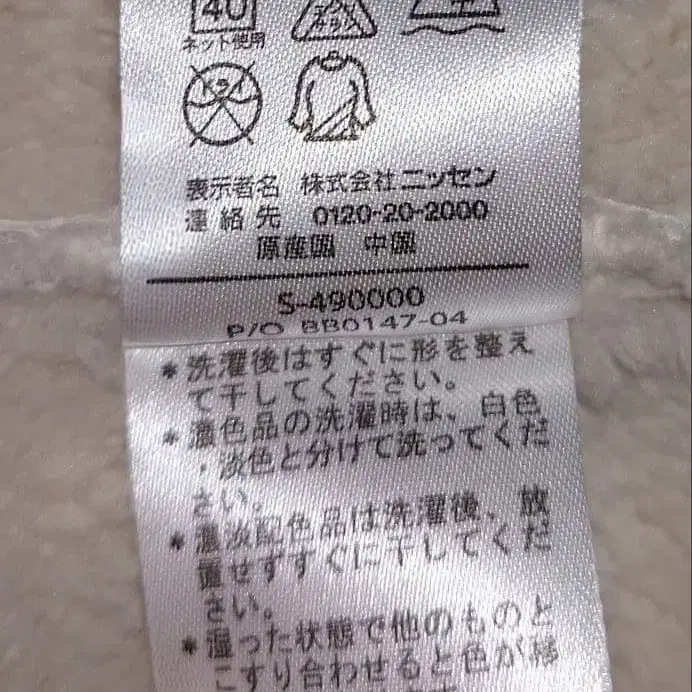 40
ネット使用
表示者名 株式会社ニッセン
連絡先 0120-20-2000
原産国 中国
S-490000
P/O BB0147-04
*洗濯後はすぐに形を整え
て干してください。
*濃色品の洗濯時は、白色
・淡色と分けて洗ってくだ
さい。
*濃淡配色品は洗濯後、放
置せずすぐに干してくだ
さい。
*湿った状態で他のものと
こすり合わせると色が移